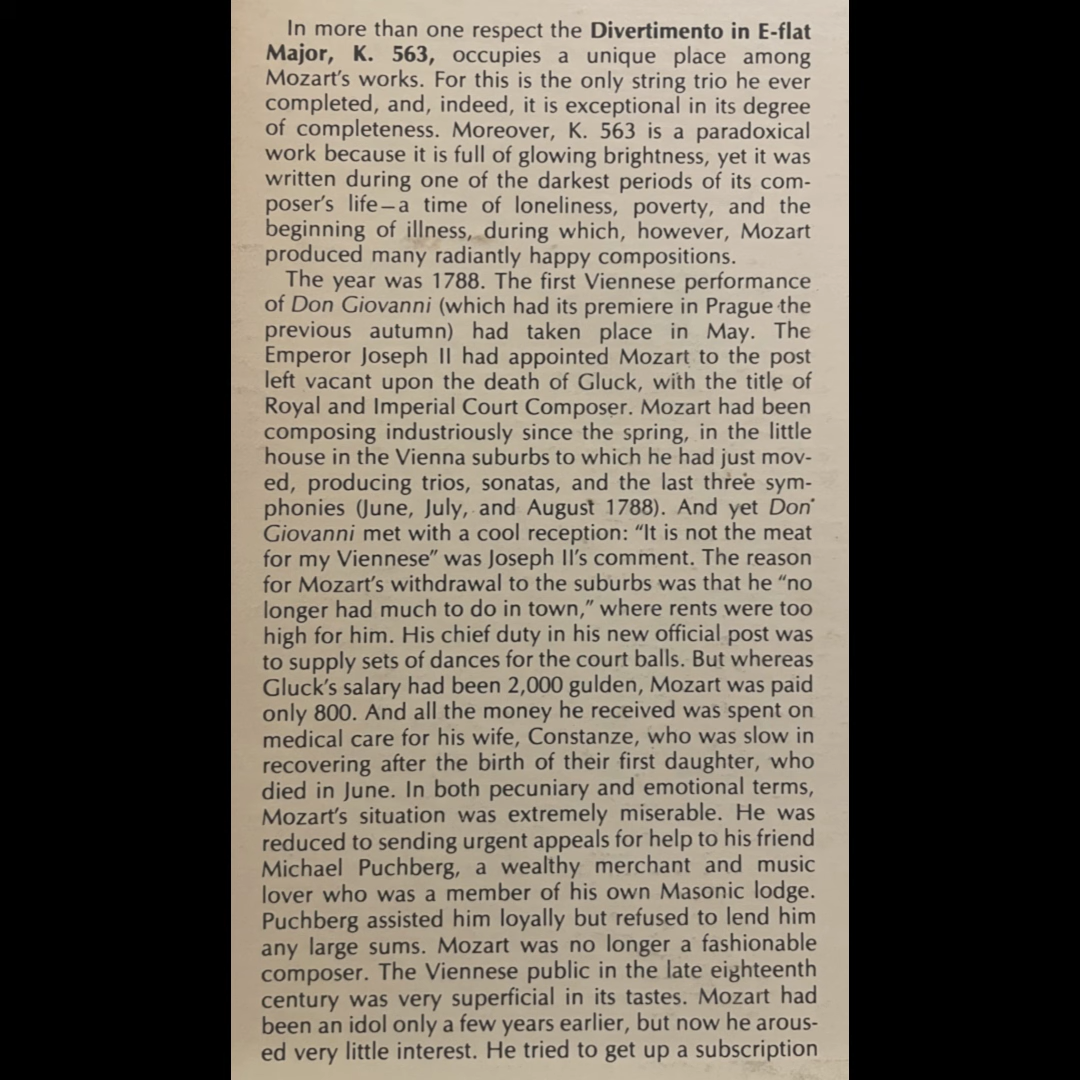 In more than one respect the Divertimento in E-flat
Major, K. 563, occupies a unique place among
Mozart's works. For this is the only string trio he ever
completed, and, indeed, it is exceptional in its degree
of completeness. Moreover, K. 563 is a paradoxical
work because it is full of glowing brightness, yet it was
written during one of the darkest periods of its com-
poser's life—a time of loneliness, poverty, and the
beginning of illness, during which, however, Mozart
produced many radiantly happy compositions.
The year was 1788. The first Viennese performance
of Don Giovanni (which had its premiere in Prague the
previous autumn) had taken place in May. The
Emperor Joseph II had appointed Mozart to the post
left vacant upon the death of Gluck, with the title of
Royal and Imperial Court Composer. Mozart had been
composing industriously since the spring, in the little
house in the Vienna suburbs to which he had just mov-
ed, producing trios, sonatas, and the last three sym-
phonies (June, July, and August 1788). And yet Don
Giovanni met with a cool reception: "It is not the meat
for my Viennese" was Joseph II's comment. The reason
for Mozart's withdrawal to the suburbs was that he "no
longer had much to do in town," where rents were too
high for him. His chief duty in his new official post was
to supply sets of dances for the court balls. But whereas
Gluck's salary had been 2,000 gulden, Mozart was paid
only 800. And all the money he received was spent on
medical care for his wife, Constanze, who was slow in
recovering after the birth of their first daughter, who
died in June. In both pecuniary and emotional terms,
Mozart's situation was extremely miserable. He was
reduced to sending urgent appeals for help to his friend
Michael Puchberg, a wealthy merchant and music
lover who was a member of his own Masonic lodge.
Puchberg assisted him loyally but refused to lend him
any large sums. Mozart was no longer a fashionable
composer. The Viennese public in the late eighteenth
century was very superficial in its tastes. Mozart had
been an idol only a few years earlier, but now he arous-
ed very little interest. He tried to get up a subscription